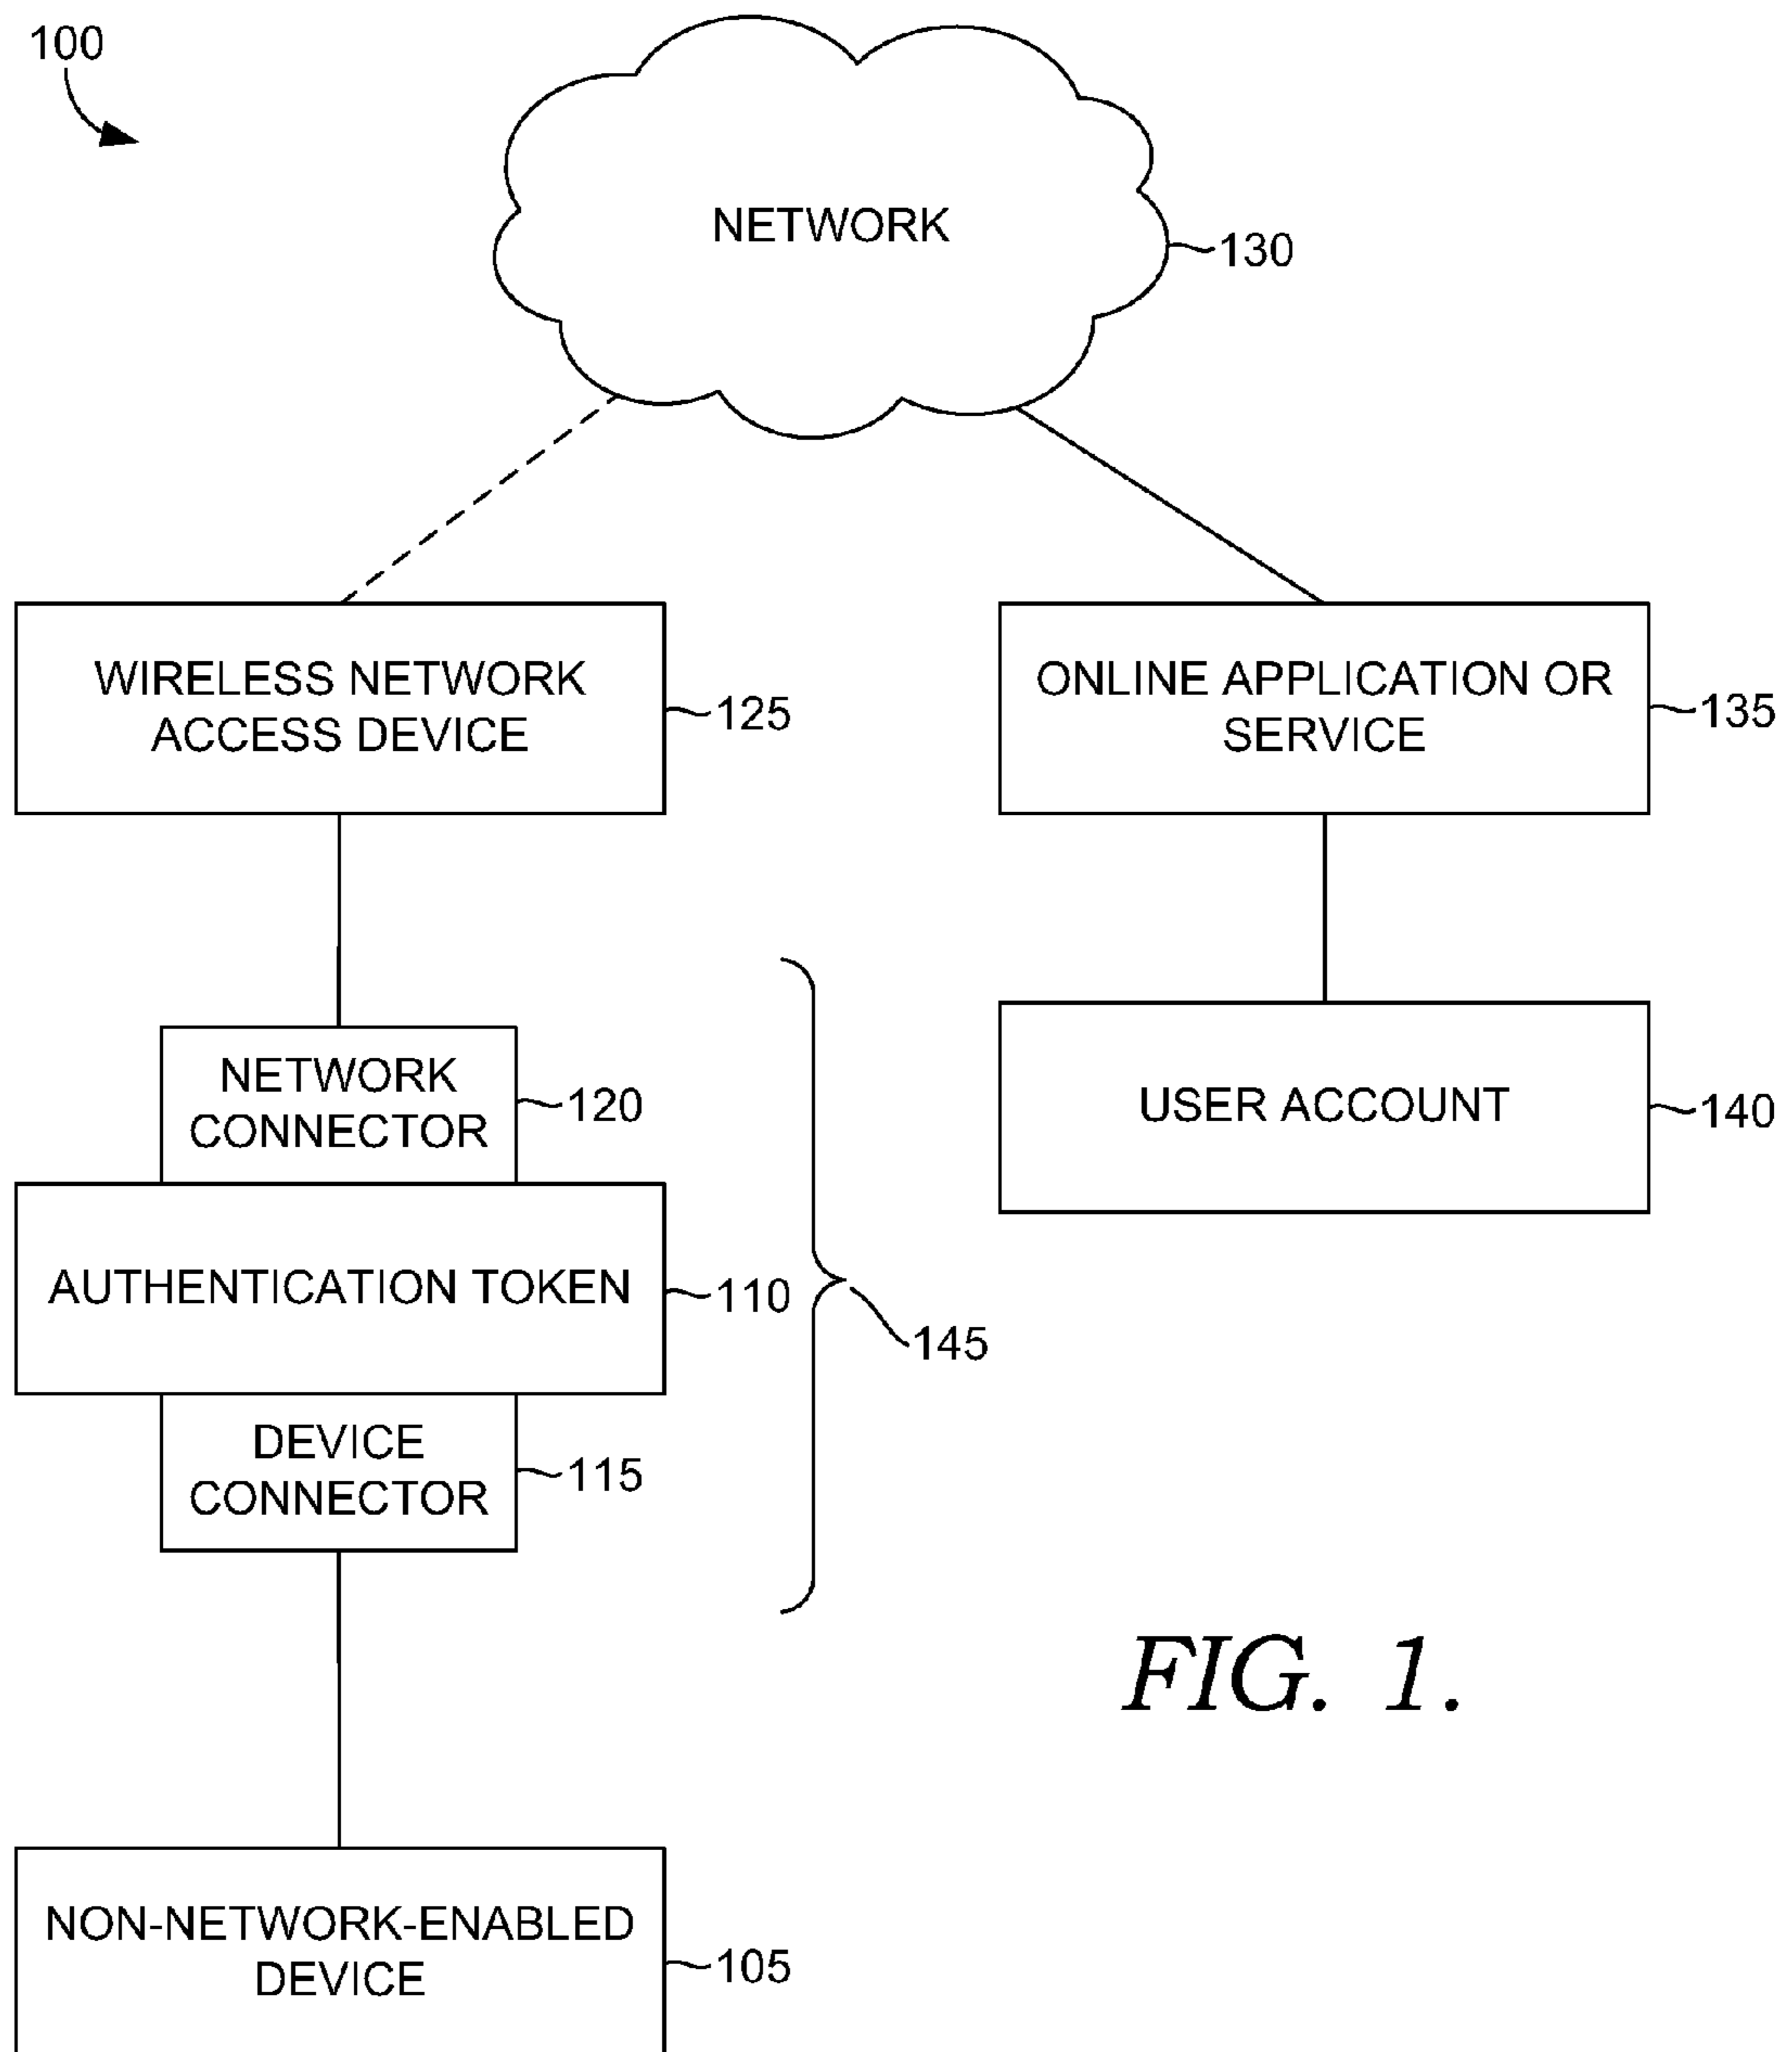 100
NETWORK
130
WIRELESS NETWORK
ACCESS DEVICE
125
ONLINE APPLICATION OR
SERVICE
135
NETWORK
CONNECTOR
120
USER ACCOUNT
140
AUTHENTICATION TOKEN
110
145
DEVICE
CONNECTOR
115
FIG. 1.
NON-NETWORK-ENABLED
DEVICE
105